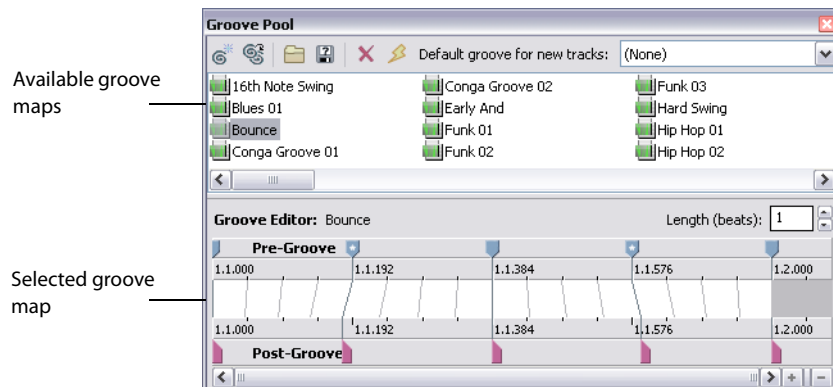 Groove Pool
Default groove for new tracks: (None)
Available groove maps
16th Note Swing Conga Groove 02 Funk 03
Blues 01 Early And Hard Swing
Bounce Funk 01 Hip Hop 01
Conga Groove 01 Funk 02 Hip Hop 02
Groove Editor: Bounce Length (beats): 1
Pre-Groove
1.1.000 1.1.192 1.1.384 1.1.576 1.2.000
Selected groove map
1.1.000 1.1.192 1.1.384 1.1.576 1.2.000
Post-Groove